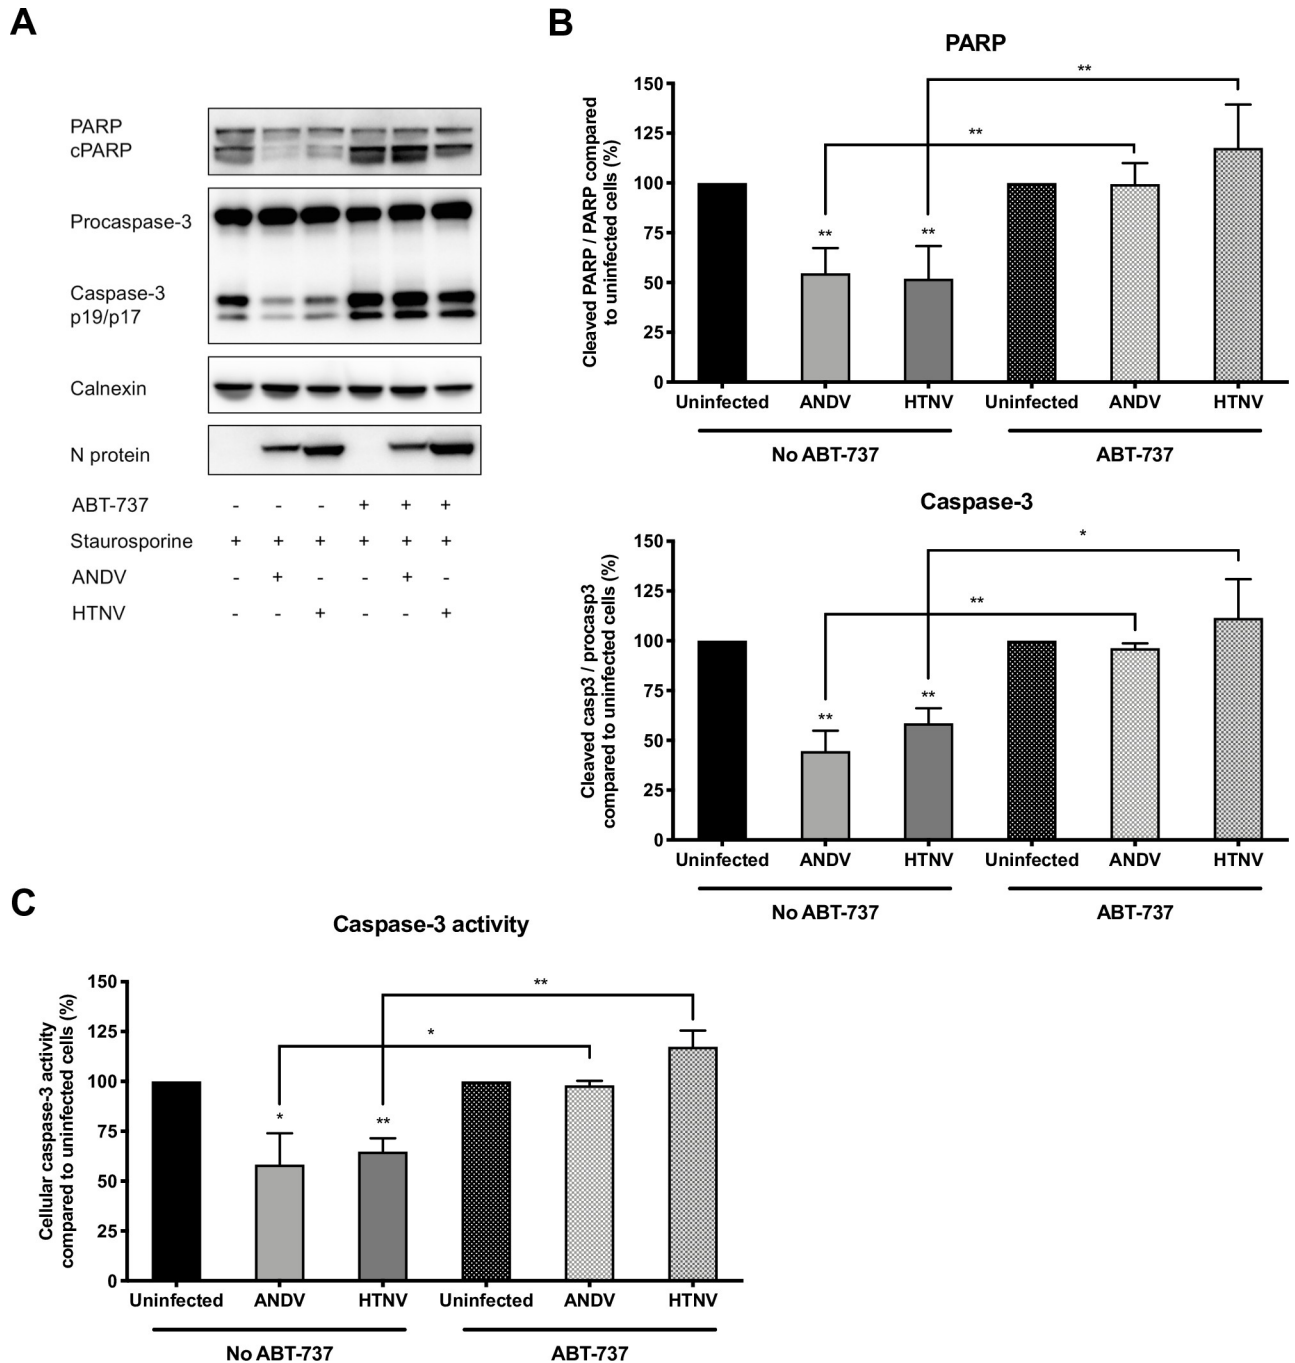 A
PARP
cPARP
Procaspase-3
Caspase-3
p19/p17
Calnexin
N protein
ABT-737 - - - + + +
Staurosporine + + + + + +
ANDV - + - - + -
HTNV - - + - - +
B
PARP
Cleaved PARP / PARP compared
to uninfected cells (%)
150
125
100
75
50
25
0
**
**
** **
Uninfected ANDV HTNV Uninfected ANDV HTNV
No ABT-737 ABT-737
Caspase-3
Cleaved casp3 / procasp3
compared to uninfected cells (%)
150
125
100
75
50
25
0
*
**
** **
Uninfected ANDV HTNV Uninfected ANDV HTNV
No ABT-737 ABT-737
C
Caspase-3 activity
Cellular caspase-3 activity
compared to uninfected cells (%)
150
125
100
75
50
25
0
**
*
* **
Uninfected ANDV HTNV Uninfected ANDV HTNV
No ABT-737 ABT-737